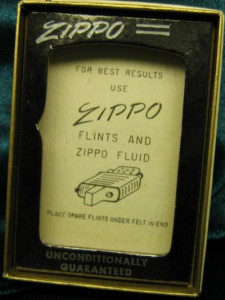 ZIPPO
FOR BEST RESULTS
USE
ZIPPO
FLINTS AND
ZIPPO FLUID
PLACE SPARE FLINTS UNDER FELT IN END
UNCONDITIONALLY
GUARANTEED